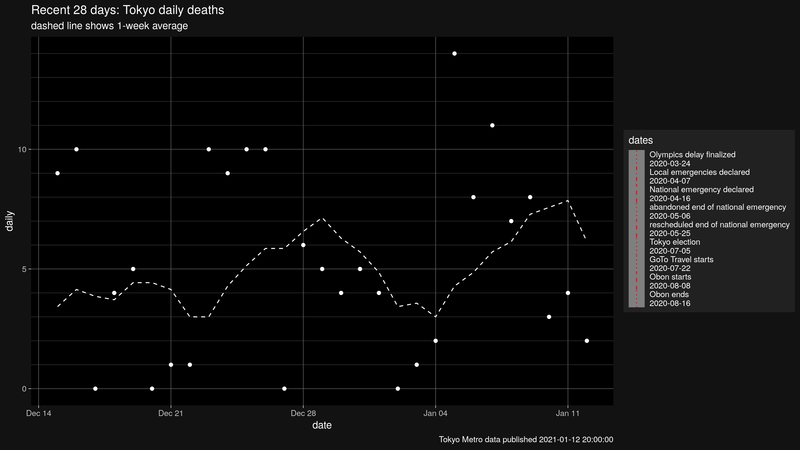 Recent 28 days: Tokyo daily deaths
dashed line shows 1-week average
daily
10
5
0
Dec 14
Dec 21
Dec 28
Jan 04
Jan 11
date
dates
Olympics delay finalized
2020-03-24
Local emergencies declared
2020-04-07
National emergency declared
2020-04-16
abandoned end of national emergency
2020-05-06
rescheduled end of national emergency
2020-05-25
Tokyo election
2020-07-05
GoTo Travel starts
2020-07-22
Obon starts
2020-08-08
Obon ends
2020-08-16
Tokyo Metro data published 2021-01-12 20:00:00